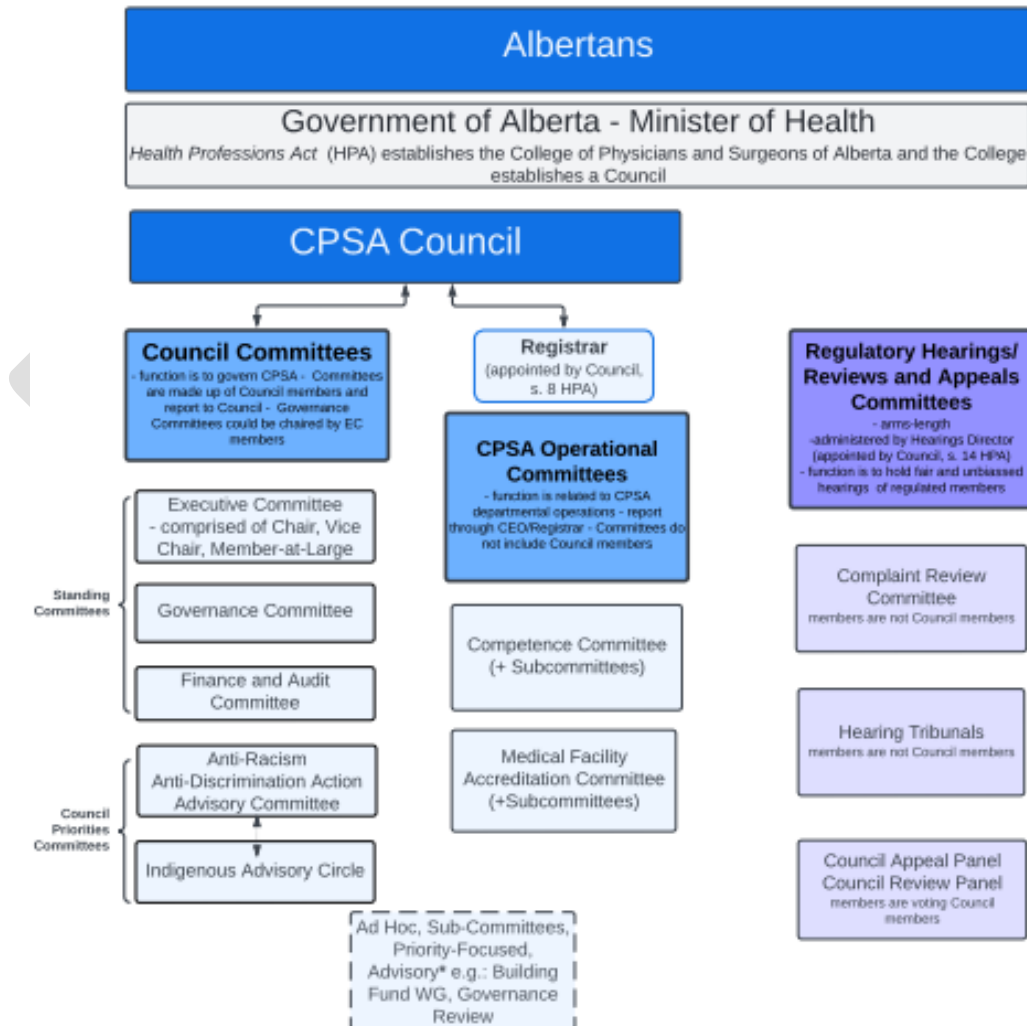 Albertans
Government of Alberta - Minister of Health
Health Professions Act (HPA) establishes the College of Physicians and Surgeons of Alberta and the College
establishes a Council
CPSA Council
Council Committees
- function is to govern CPSA - Committees
are made up of Council members and
report to Council - Governance
Committees could be chaired by EC
members
Standing
Committees
Executive Committee
- comprised of Chair, Vice
Chair, Member-at-Large
Governance Committee
Finance and Audit
Committee
Council
Priorities
Committees
Anti-Racism
Anti-Discrimination Action
Advisory Committee
Indigenous Advisory Circle
Registrar
(appointed by Council,
s. 8 HPA)
CPSA Operational
Committees
- function is related to CPSA
departmental operations - report
through CEO/Registrar - Committees do
not include Council members
Competence Committee
(+ Subcommittees)
Medical Facility
Accreditation Committee
(+Subcommittees)
Ad Hoc, Sub-Committees,
Priority-Focused,
Advisory* e.g.: Building
Fund WG, Governance
Review
Regulatory Hearings/
Reviews and Appeals
Committees
- arms-length
-administered by Hearings Director
(appointed by Council, s. 14 HPA)
- function is to hold fair and unbiassed
hearings of regulated members
Complaint Review
Committee
members are not Council members
Hearing Tribunals
members are not Council members
Council Appeal Panel
Council Review Panel
members are voting Council
members